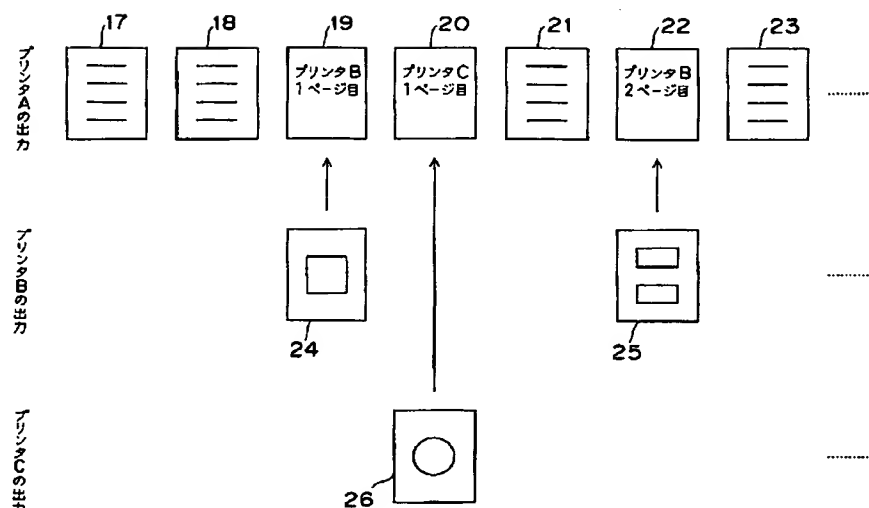 17 18 19 20 21 22 23
プリンタAの出力
プリンタB
1ページ目
プリンタC
1ページ目
プリンタB
2ページ目
プリンタBの出力
24
25
プリンタCの出力
26